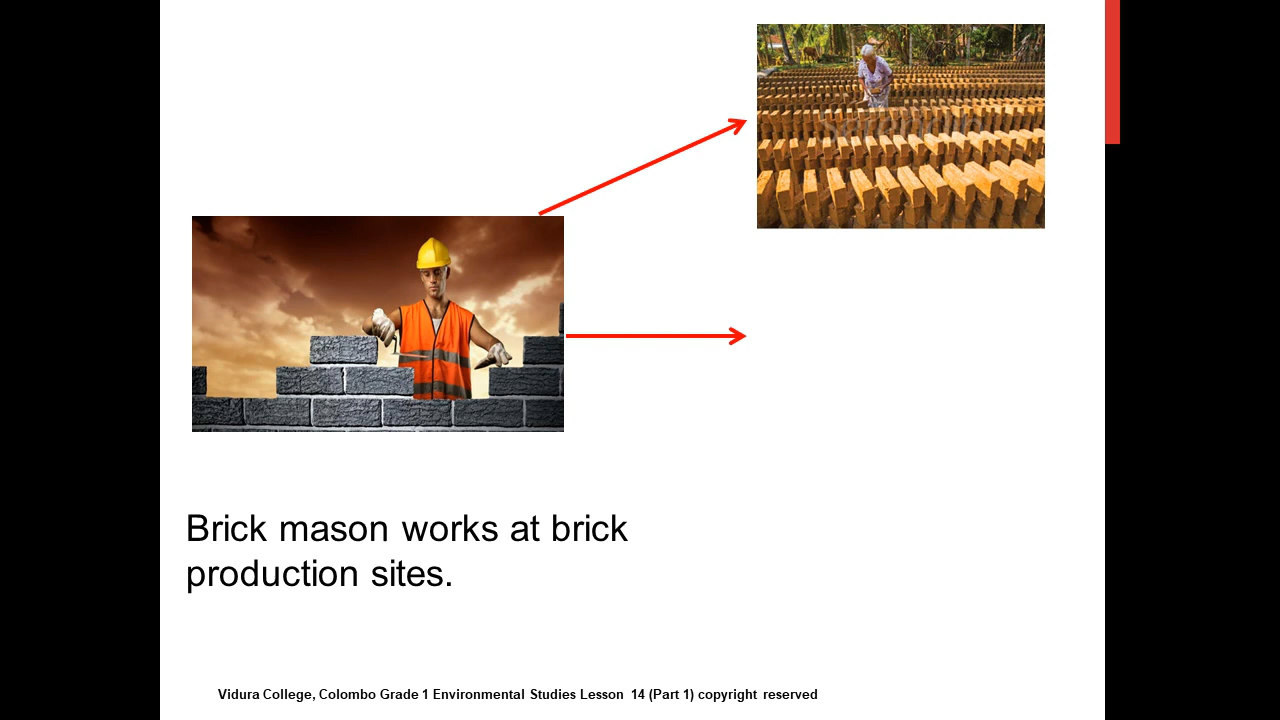 Brick mason works at brick
production sites.
Vidura College, Colombo Grade 1 Environmental Studies Lesson 14 (Part 1) copyright reserved